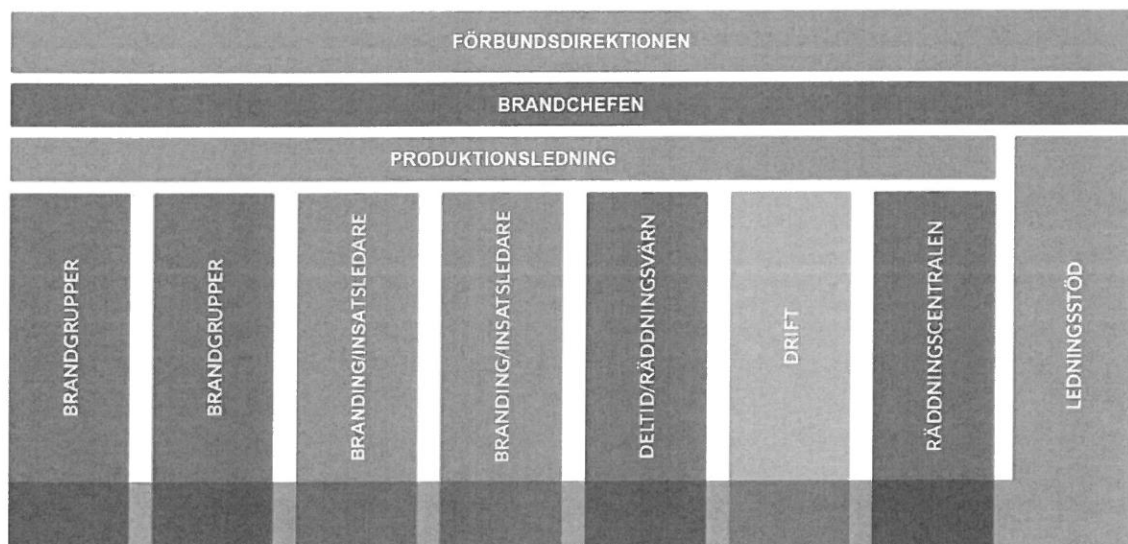 FÖRBUNDSDIREKTIONEN
BRANDCHEFEN
PRODUKTIONSLEDNING
BRANDGRUPPER
BRANDGRUPPER
BRANDING/INSATSLEDARE
BRANDING/INSATSLEDARE
DELTID/RÄDDNINGSVÄRN
DRIFT
RÄDDNINGSCENTRALEN
LEDNINGSSTÖD